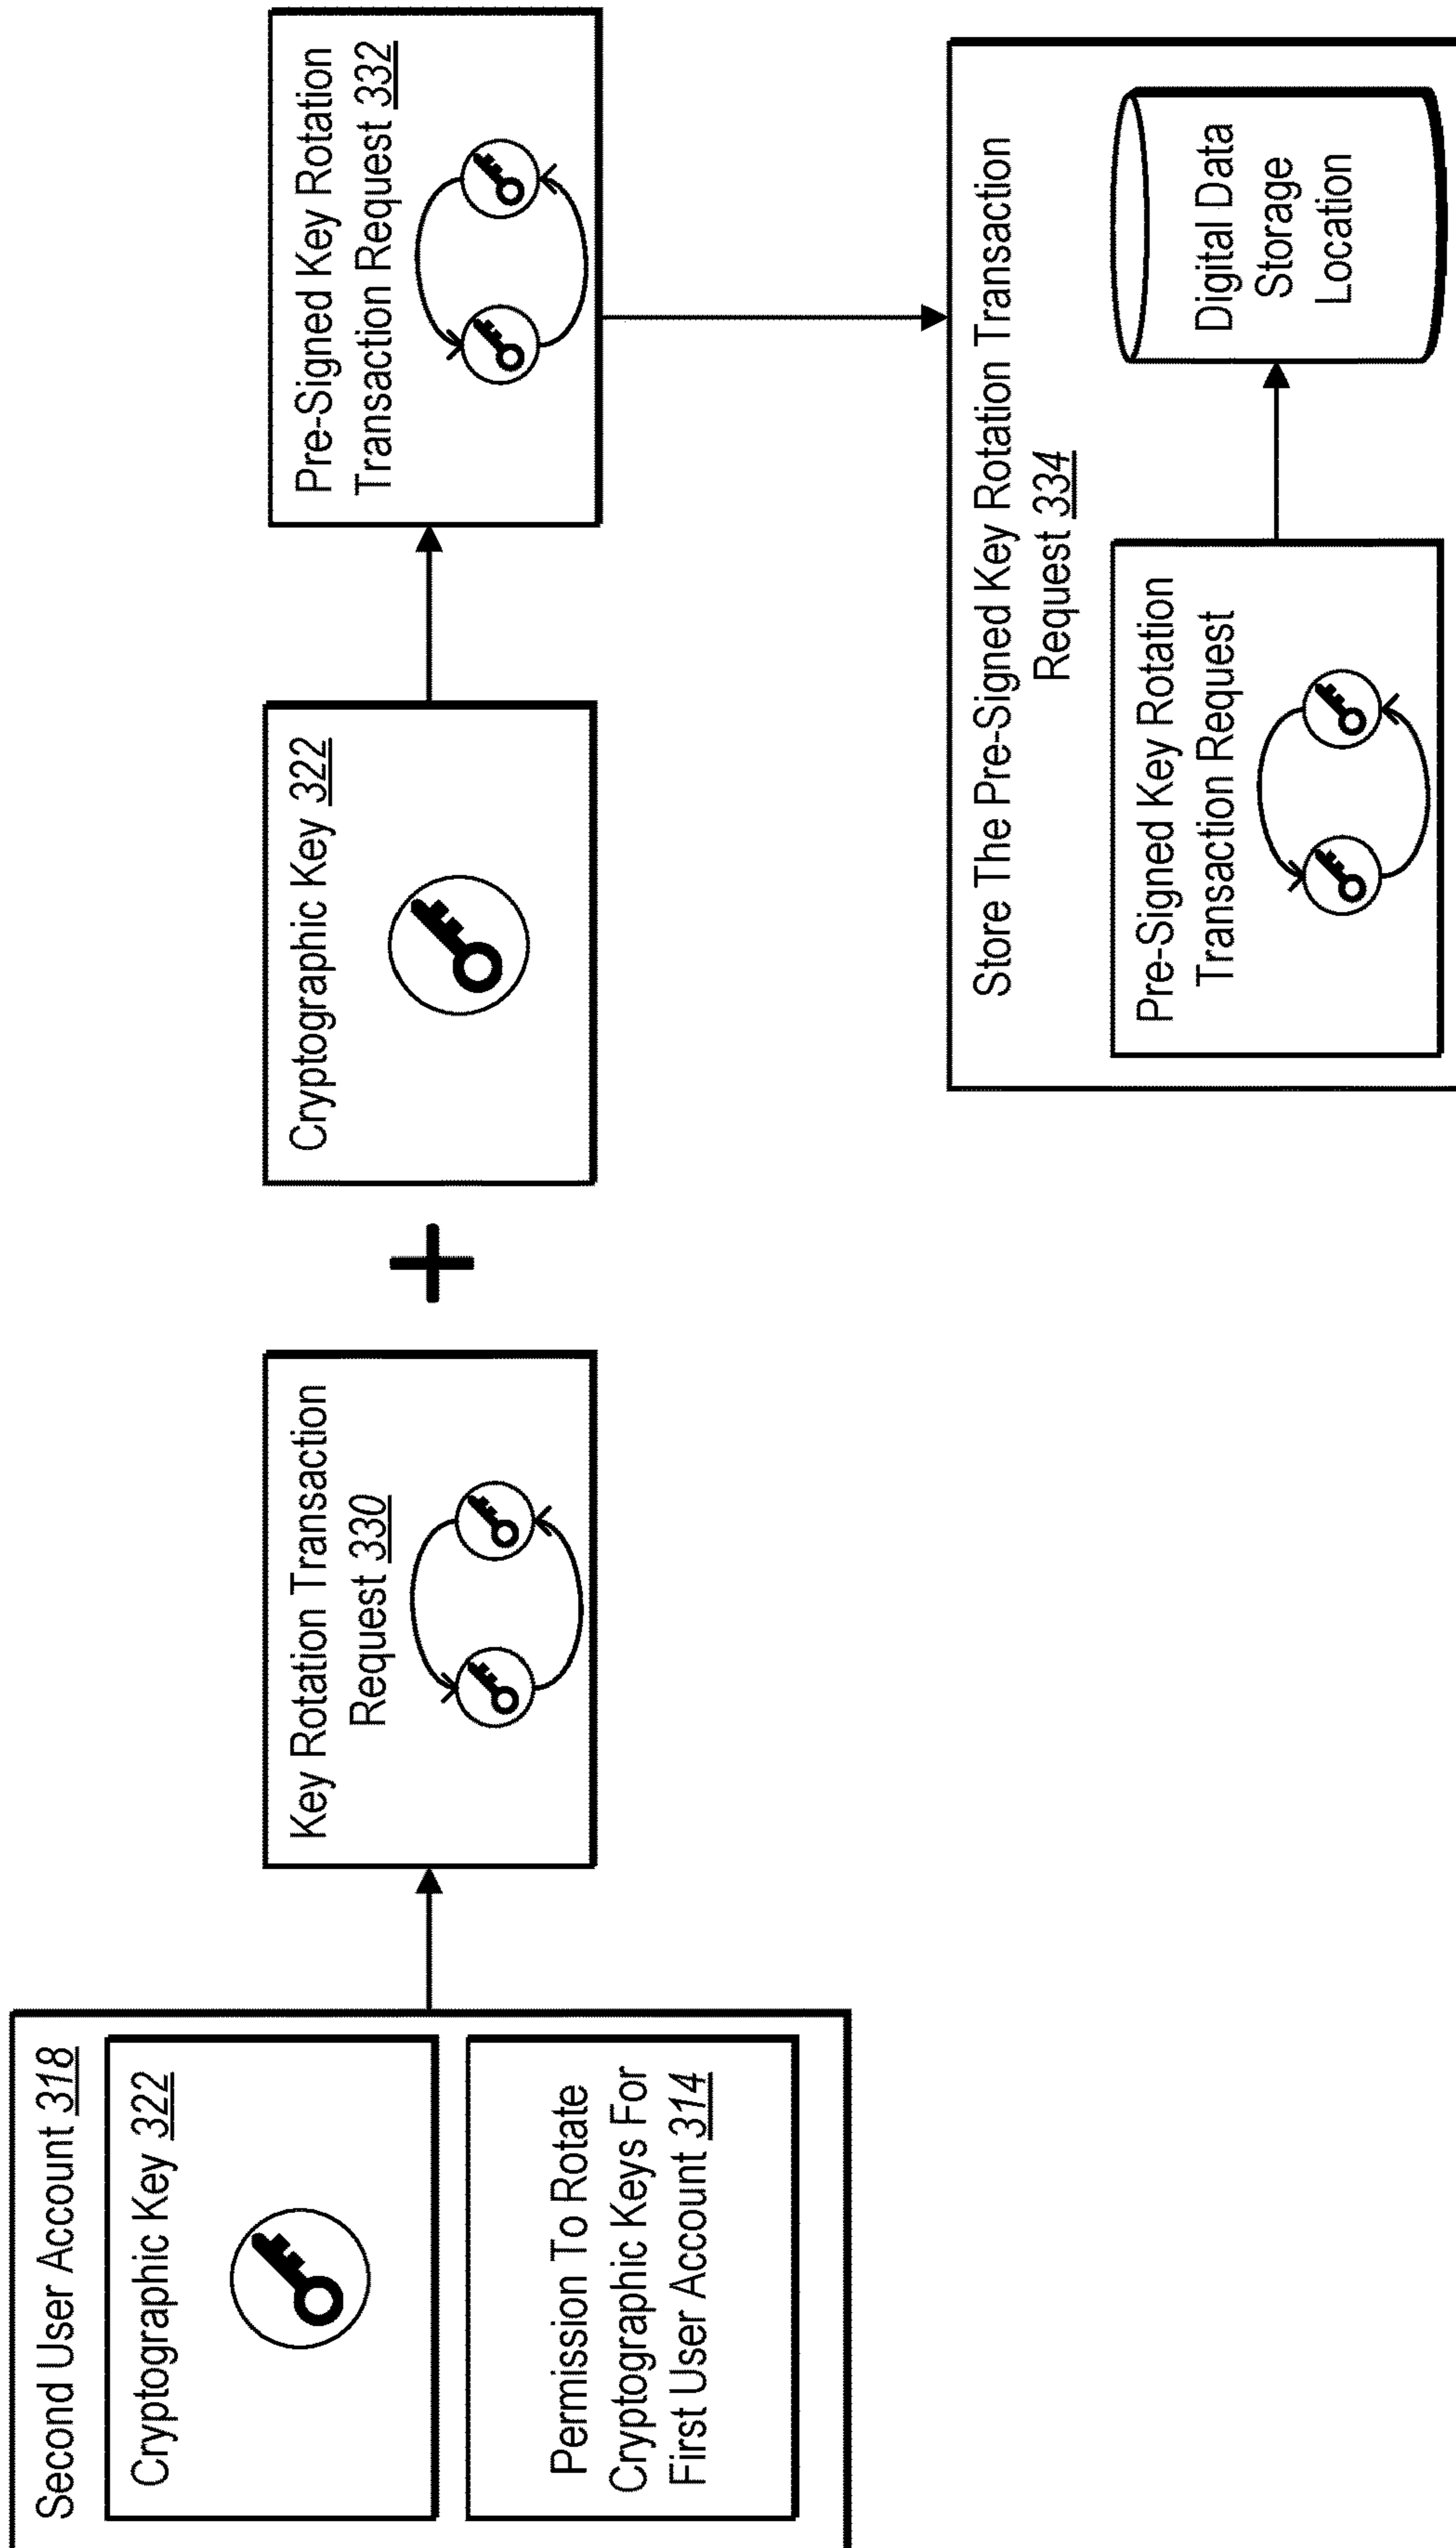 Second User Account 318
Cryptographic Key 322
Permission To Rotate
Cryptographic Keys For
First User Account 314
Key Rotation Transaction
Request 330
+
Cryptographic Key 322
Pre-Signed Key Rotation
Transaction Request 332
Store The Pre-Signed Key Rotation Transaction
Request 334
Pre-Signed Key Rotation
Transaction Request
Digital Data
Storage
Location